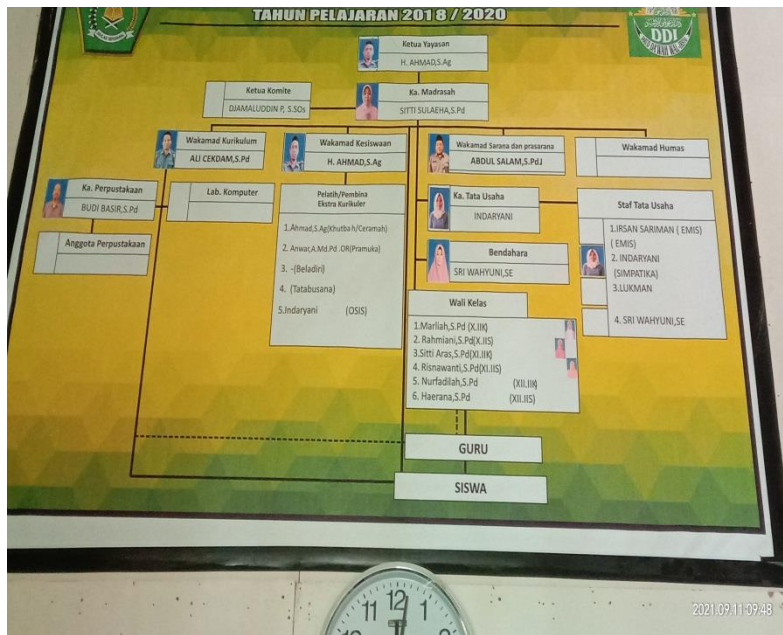 TAHUN PELAJARAN 2018 / 2020
DDI
Ketua Yayasan
H. AHMAD,S.Ag
Ketua Komite
DJAMALUDDIN P, S.SOs
Ka. Madrasah
SITTI SULAEHA,S.Pd
Wakamad Kurikulum
ALI CEKDAM,S.Pd
Wakamad Kesiswaan
H. AHMAD,S.Ag
Wakamad Sarana dan prasarana
ABDUL SALAM,S.Pd.I
Wakamad Humas
Ka. Perpustakaan
BUDI BASIR,S.Pd
Lab. Komputer
Anggota Perpustakaan
Pelatih/Pembina
Ekstra Kurikuler
1.Ahmad,S.Ag(Khutbah/Ceramah)
2. Anwar,A.Md.Pd .OR(Pramuka)
3. -(Beladiri)
4. (Tatabusana)
5.Indaryani (OSIS)
Ka. Tata Usaha
INDARYANI
Bendahara
SRI WAHYUNI,SE
Staf Tata Usaha
1.IRSAN SARIMAN ( EMIS)
( EMIS)
2. INDARYANI
(SIMPATIKA)
3.LUKMAN
4. SRI WAHYUNI,SE
Wali Kelas
1.Marliah,S.Pd (X.IIK)
2. Rahmiani,S.Pd(X.IIS)
3.Sitti Aras,S.Pd(XI.IIK)
4. Risnawanti,S.Pd(XI.IIS)
5. Nurfadilah,S.Pd (XII.IIK)
6. Haerana,S.Pd (XII.IIS)
GURU
SISWA
11 12 1
2021.09.11 09:48